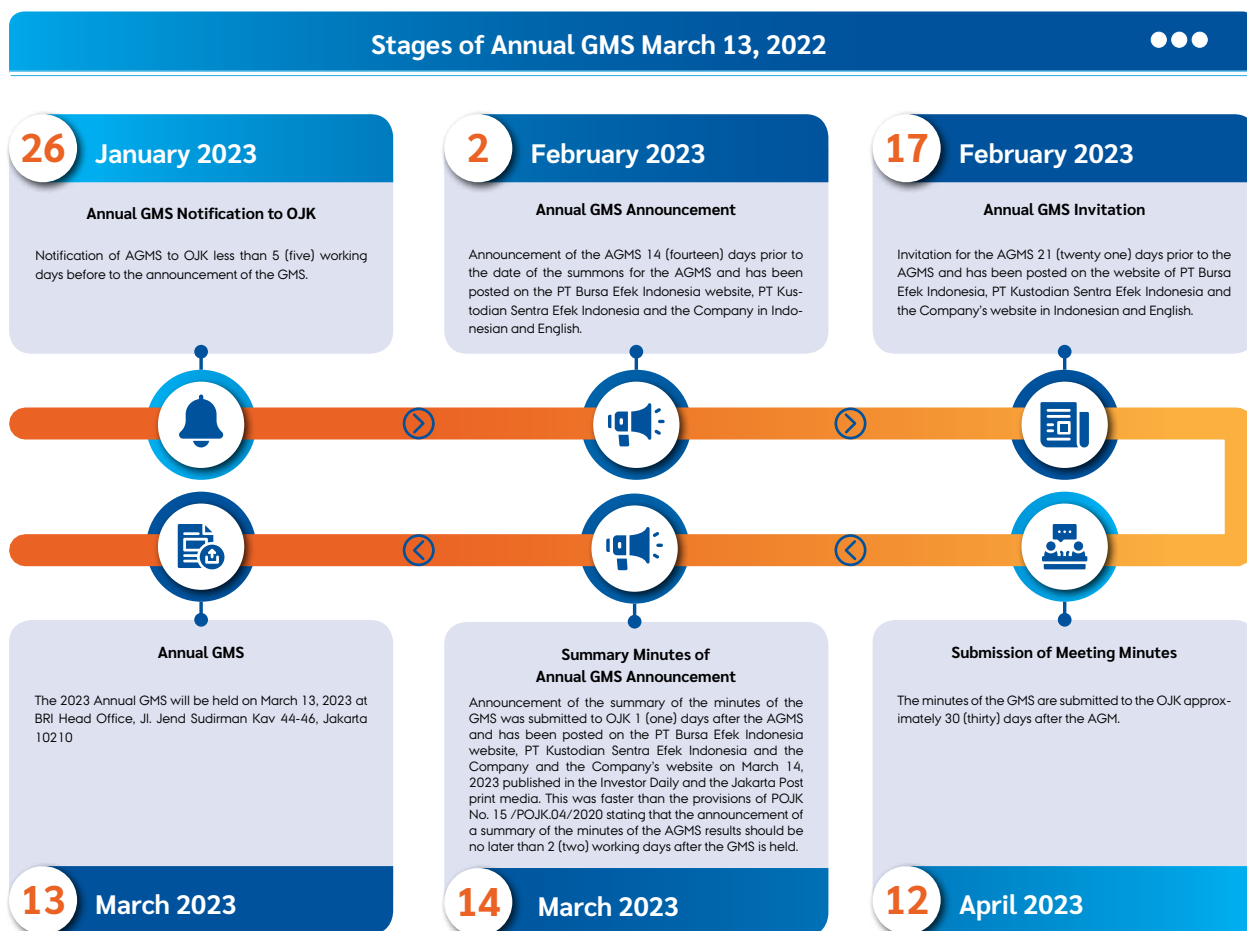 Stages of Annual GMS March 13, 2022
26
January 2023
Annual GMS Notification to OJK
Notification of AGMS to OJK less than 5 (five) working
days before to the announcement of the GMS.
2
February 2023
Annual GMS Announcement
Announcement of the AGMS 14 (fourteen) days prior to
the date of the summons for the AGMS and has been
posted on the PT Bursa Efek Indonesia website, PT Kus-
todian Sentra Efek Indonesia and the Company in Indo-
nesian and English.
17
February 2023
Annual GMS Invitation
Invitation for the AGMS 21 (twenty one) days prior to the
AGMS and has been posted on the website of PT Bursa
Efek Indonesia, PT Kustodian Sentra Efek Indonesia and
the Company's website in Indonesian and English.
Annual GMS
The 2023 Annual GMS will be held on March 13, 2023 at
BRI Head Office, Jl. Jend Sudirman Kav 44-46, Jakarta
10210
13
March 2023
Summary Minutes of
Annual GMS Announcement
Announcement of the summary of the minutes of the
GMS was submitted to OJK 1 (one) days after the AGMS
and has been posted on the PT Bursa Efek Indonesia
website, PT Kustodian Sentra Efek Indonesia and the
Company and the Company's website on March 14,
2023 published in the Investor Daily and the Jakarta Post
print media. This was faster than the provisions of POJK
No. 15 /POJK.04/2020 stating that the announcement of
a summary of the minutes of the AGMS results should be
no later than 2 (two) working days after the GMS is held.
14
March 2023
Submission of Meeting Minutes
The minutes of the GMS are submitted to the OJK approx-
imately 30 (thirty) days after the AGM.
12
April 2023